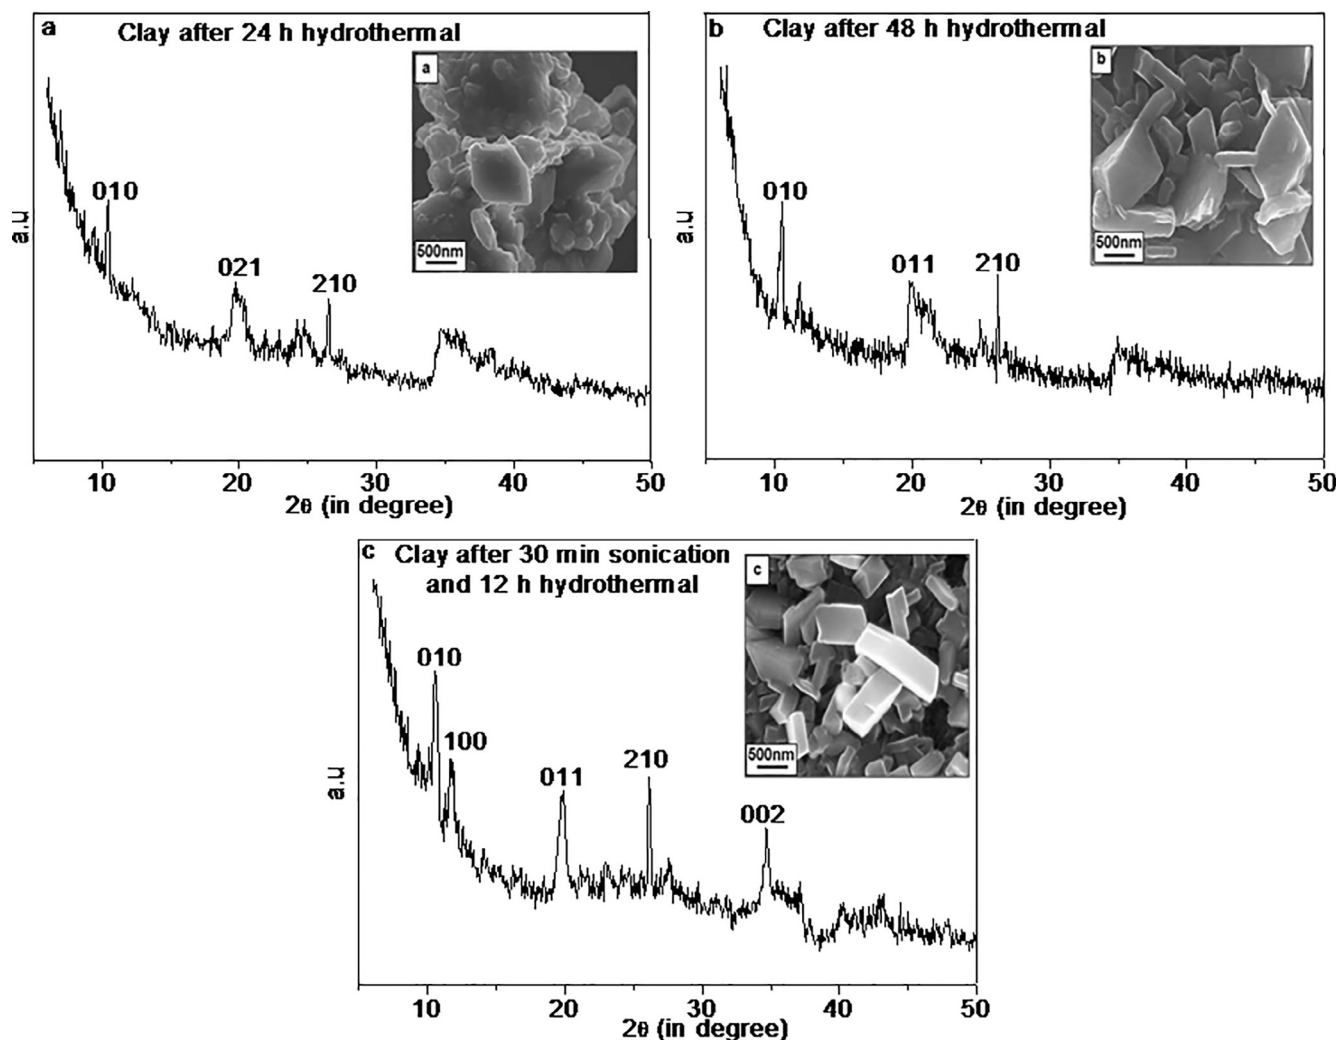 a
Clay after 24 h hydrothermal
a
500nm
010
021
210
a.u
10 20 30 40 50
2θ (in degree)
b
Clay after 48 h hydrothermal
b
500nm
010
011
210
a.u
10 20 30 40 50
2θ (in degree)
c Clay after 30 min sonication
and 12 h hydrothermal
c
500nm
010
100
011
210
002
a.u
10 20 30 40 50
2θ (in degree)